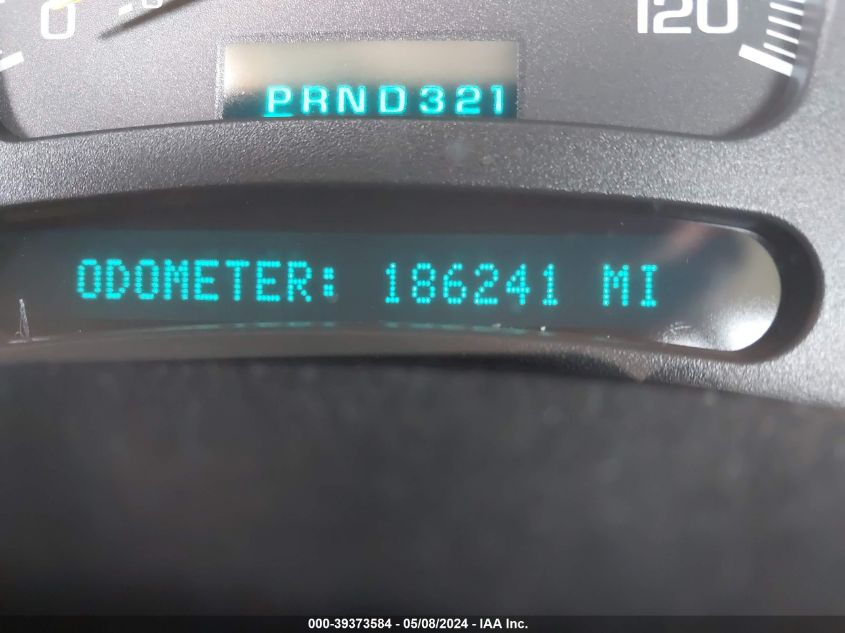 0 120
PRND321
ODOMETER: 186241 MI
000-39373584 - 05/08/2024 - IAA Inc.